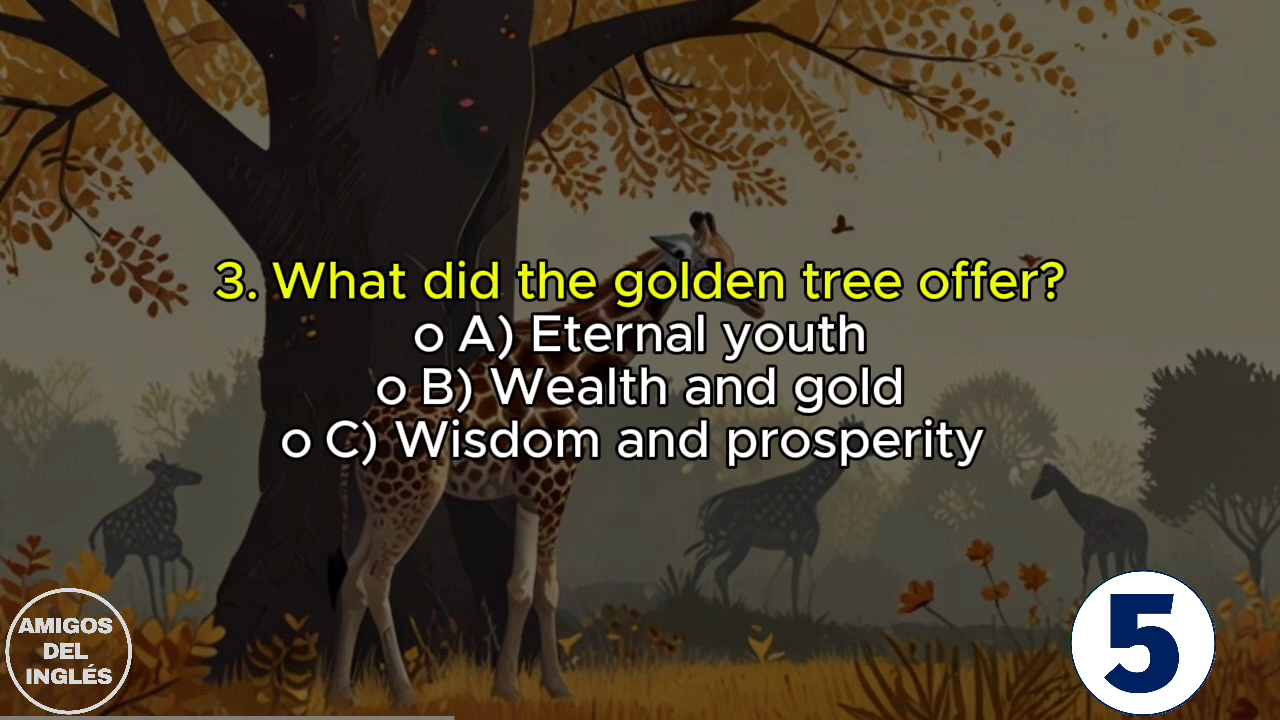 3. What did the golden tree offer?
o A) Eternal youth
o B) Wealth and gold
o C) Wisdom and prosperity
AMIGOS
DEL
INGLÉS
5